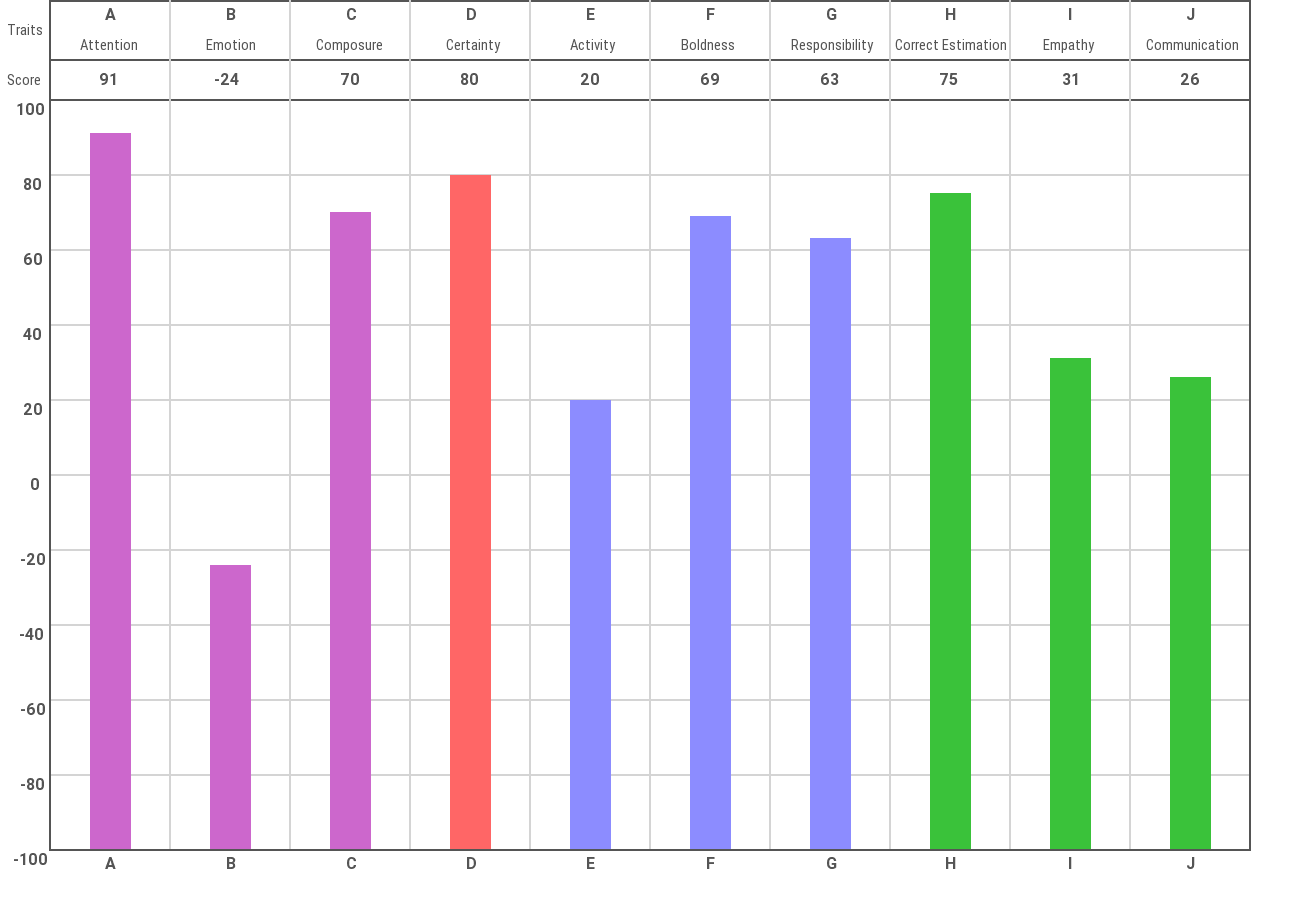 A B C D E F G H I J
Traits
Attention Emotion Composure Certainty Activity Boldness Responsibility Correct Estimation Empathy Communication
Score 91 -24 70 80 20 69 63 75 31 26
100
80
60
40
20
0
-20
-40
-60
-80
-100
A B C D E F G H I J